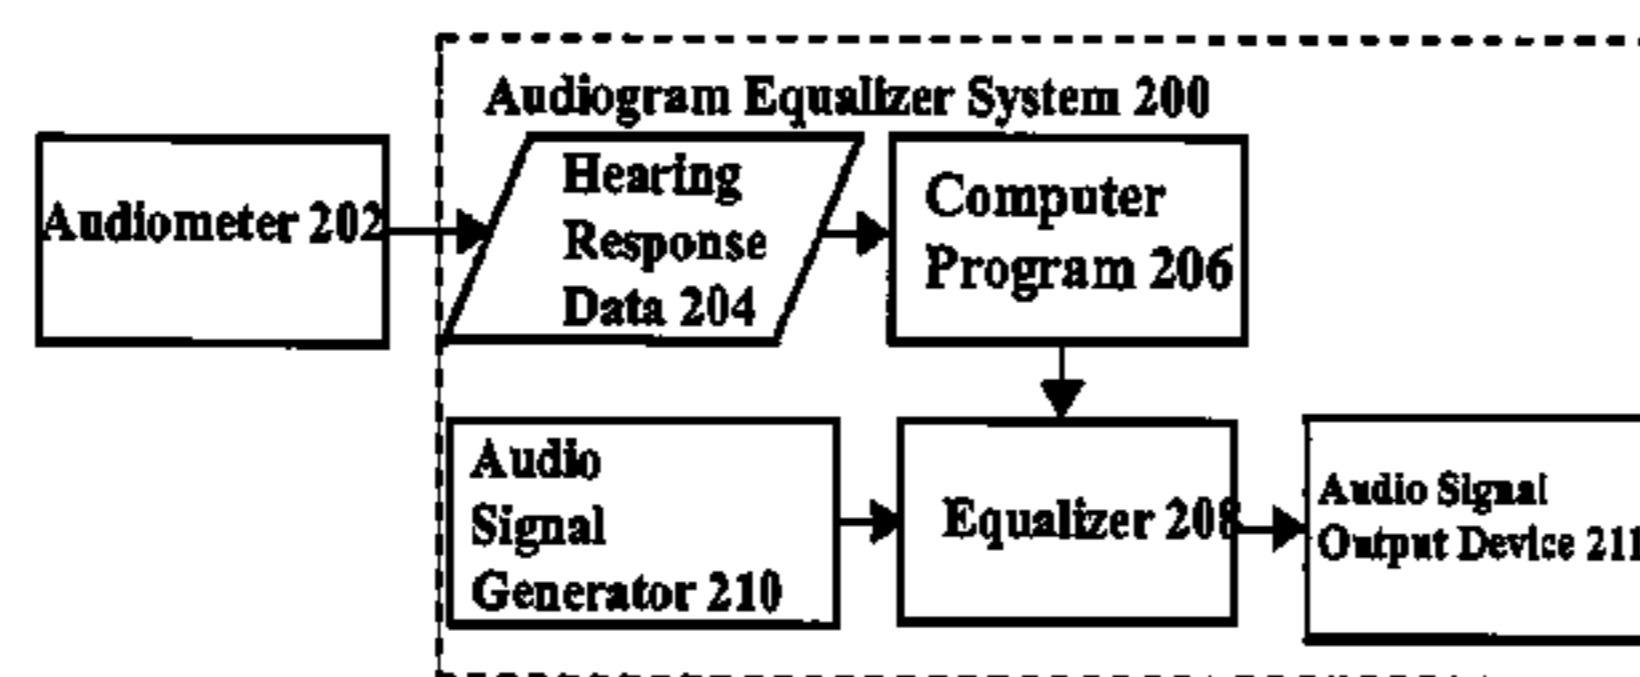 Audiogram Equalizer System 200
Audiometer 202
Hearing
Response
Data 204
Computer
Program 206
Audio
Signal
Generator 210
Equalizer 208
Audio Signal
Output Device 211